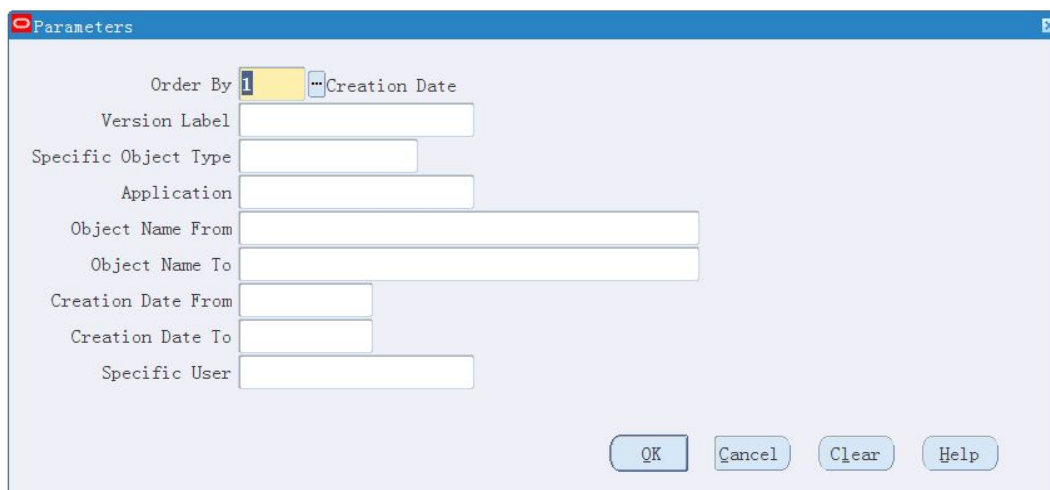 Parameters
Order By 1 ... Creation Date
Version Label
Specific Object Type
Application
Object Name From
Object Name To
Creation Date From
Creation Date To
Specific User
OK Cancel Clear Help